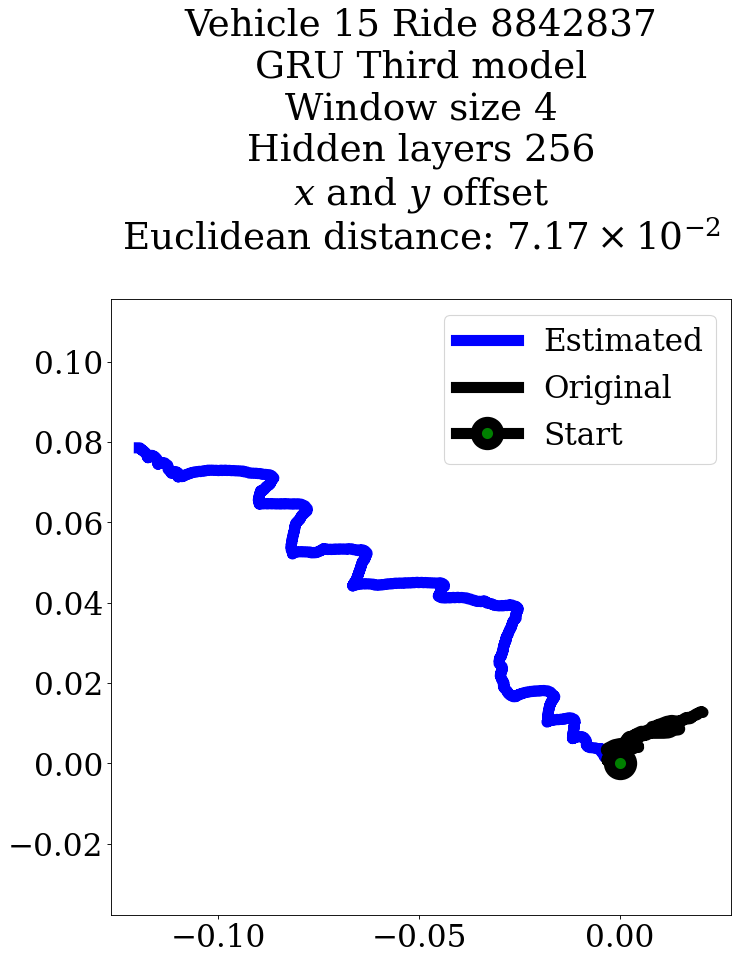 Vehicle 15 Ride 8842837
GRU Third model
Window size 4
Hidden layers 256
x and y offset
Euclidean distance: 7.17 × 10⁻²
Estimated
Original
Start
0.10
0.08
0.06
0.04
0.02
0.00
−0.02
−0.10
−0.05
0.00